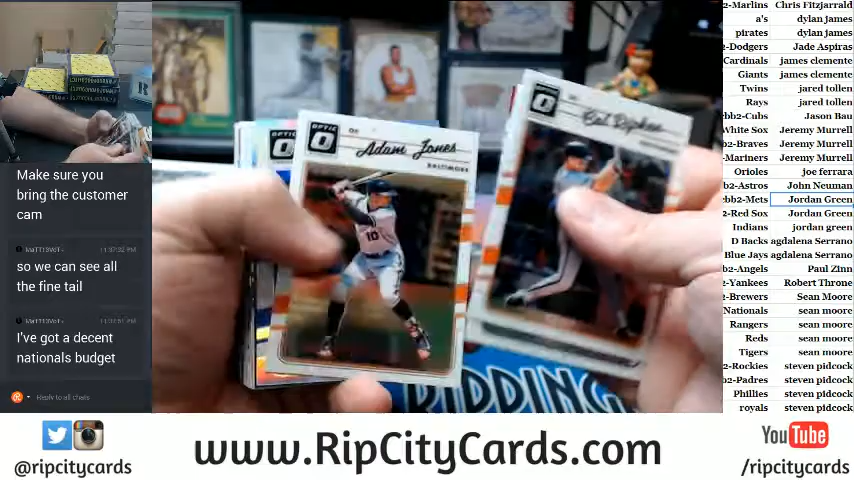 Make sure you
bring the customer
cam
so we can see all
the fine tail
I've got a decent
nationals budget
Reply to all chats
OPTIC
OF
Adam Jones
BALTIMORE
Cal Ripken
2-Marlins Chris Fitzjarrald
a's dylan james
pirates dylan james
-Dodgers Jade Aspiras
Cardinals james clemente
Giants james clemente
Twins jared tollen
Rays jared tollen
bb2-Cubs Jason Bau
White Sox Jeremy Murrell
b2-Braves Jeremy Murrell
-Mariners Jeremy Murrell
Orioles joe ferrara
b2-Astros John Neuman
bb2-Mets Jordan Green
2-Red Sox Jordan Green
Indians jordan green
D Backs agdalena Serrano
Blue Jays agdalena Serrano
b2-Angels Paul Zinn
2-Yankees Robert Throne
2-Brewers Sean Moore
Nationals sean moore
Rangers sean moore
Reds sean moore
Tigers sean moore
2-Rockies steven pidcock
b2-Padres steven pidcock
Phillies steven pidcock
royals steven pidcock
@ripcitycards
www.RipCityCards.com
YouTube
/ripcitycards